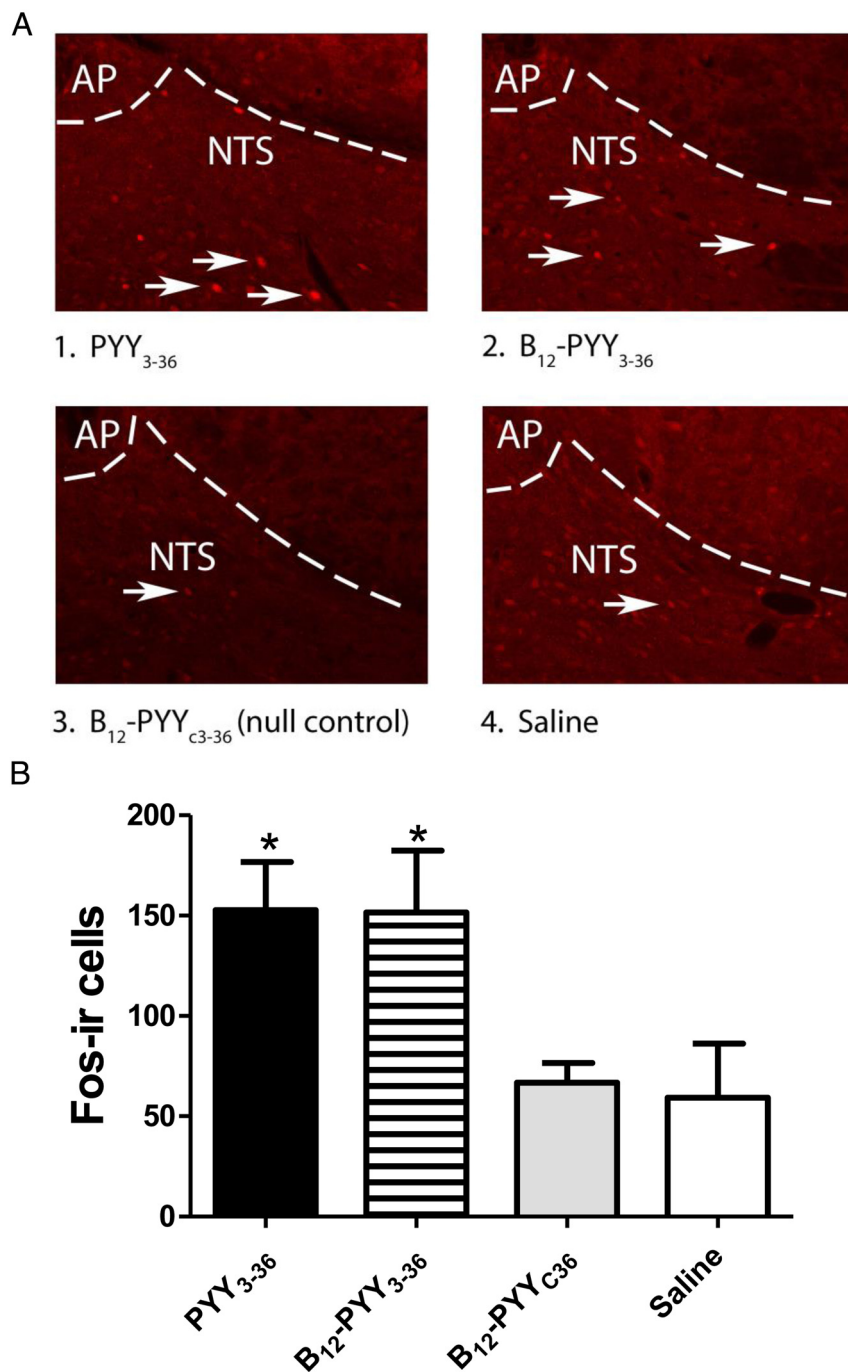 A
AP
NTS
1. PYY3-36
AP
NTS
2. B12-PYY3-36
AP
NTS
3. B12-PYYc3-36 (null control)
AP
NTS
4. Saline
B
Fos-ir cells
200
150
100
50
0
*
*
PYY3-36
B12-PYY3-36
B12-PYYC36
Saline